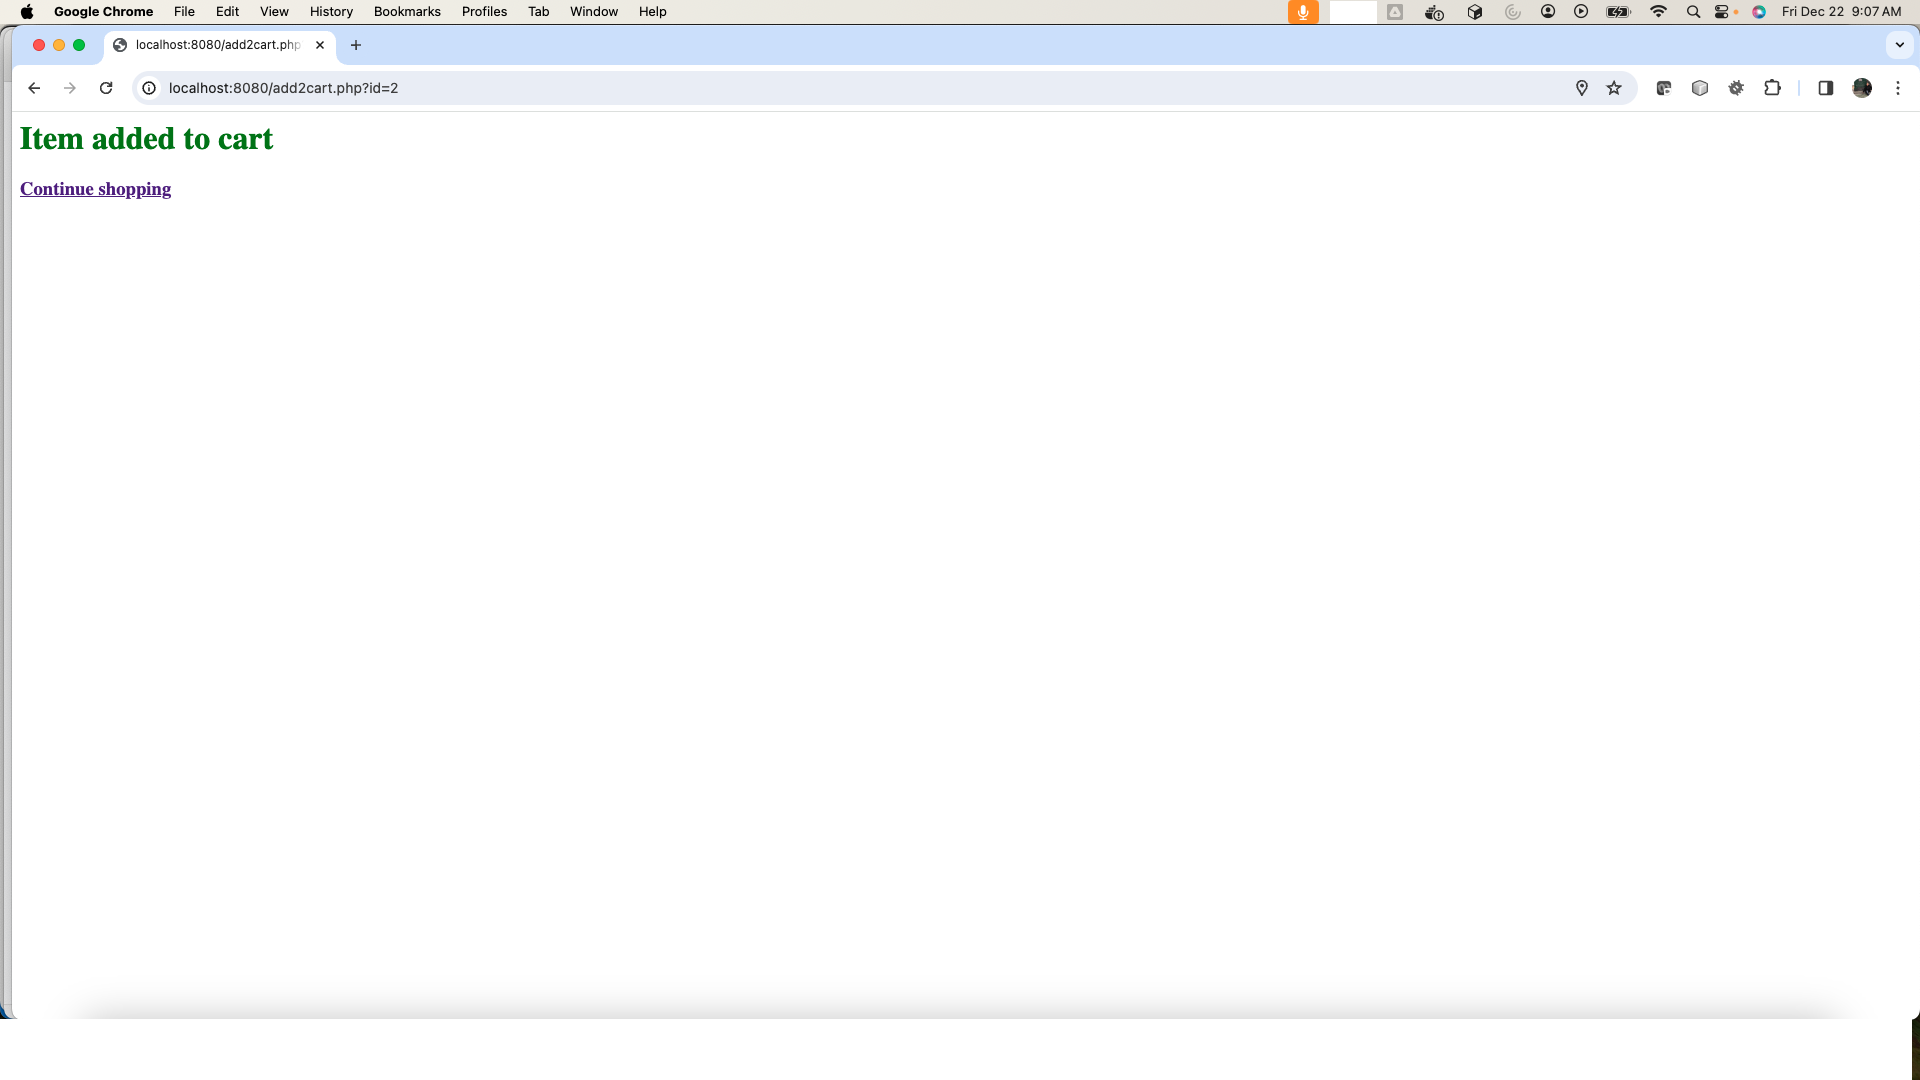 Google Chrome File Edit View History Bookmarks Profiles Tab Window Help Fri Dec 22 9:07 AM
localhost:8080/add2cart.php
localhost:8080/add2cart.php?id=2
Item added to cart
Continue shopping